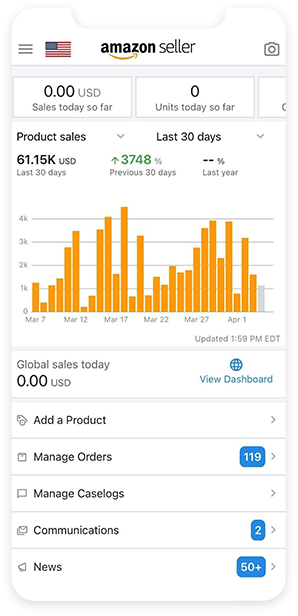 amazon seller
0.00 USD
Sales today so far
0
Units today so far
Product sales
Last 30 days
61.15K USD
Last 30 days
↑3748 %
Previous 30 days
-- %
Last year
4k
3k
2k
1k
0
Mar 7 Mar 12 Mar 17 Mar 22 Mar 27 Apr 1
Updated 1:59 PM EDT
Global sales today
0.00 USD
View Dashboard
Add a Product
Manage Orders 119
Manage Caselogs
Communications 2
News 50+